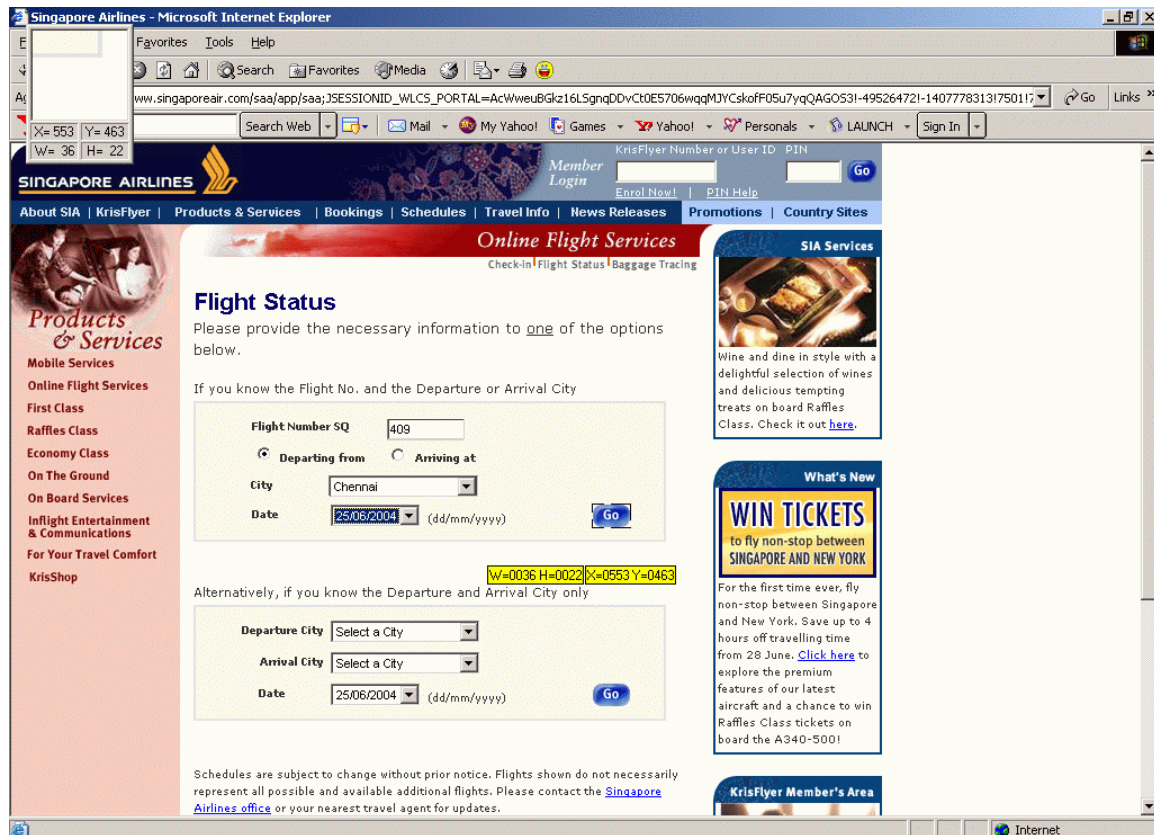 Singapore Airlines - Microsoft Internet Explorer
Favorites Tools Help
Search Favorites Media
ww.singaporeair.com/saa/app/saa;JSESSIONID_WLCS_PORTAL=AcWweuBGkz16LSgnqDDvCt0E5706wqqMJYCskofF05u7yqQAGOS3!-49526472!-1407778313!7501!7 Go Links »
X= 553 Y= 463
W= 36 H= 22
Search Web Mail My Yahoo! Games Yahoo! Personals LAUNCH Sign In
SINGAPORE AIRLINES
Member Login
KrisFlyer Number or User ID PIN
Go
Enrol Now! | PIN Help
About SIA | KrisFlyer | Products & Services | Bookings | Schedules | Travel Info | News Releases Promotions | Country Sites
Online Flight Services
Check-in Flight Status Baggage Tracing
Products
& Services
Mobile Services
Online Flight Services
First Class
Raffles Class
Economy Class
On The Ground
On Board Services
Inflight Entertainment
& Communications
For Your Travel Comfort
KrisShop
Flight Status
Please provide the necessary information to one of the options
below.
If you know the Flight No. and the Departure or Arrival City
Flight Number SQ 409
Departing from Arriving at
City Chennai
Date 25/06/2004 (dd/mm/yyyy) Go
W=0036 H=0022 X=0553 Y=0463
Alternatively, if you know the Departure and Arrival City only
Departure City Select a City
Arrival City Select a City
Date 25/06/2004 (dd/mm/yyyy) Go
Schedules are subject to change without prior notice. Flights shown do not necessarily
represent all possible and available additional flights. Please contact the Singapore
Airlines office or your nearest travel agent for updates.
SIA Services
Wine and dine in style with a
delightful selection of wines
and delicious tempting
treats on board Raffles
Class. Check it out here.
What's New
WIN TICKETS
to fly non-stop between
SINGAPORE AND NEW YORK
For the first time ever, fly
non-stop between Singapore
and New York. Save up to 4
hours off travelling time
from 28 June. Click here to
explore the premium
features of our latest
aircraft and a chance to win
Raffles Class tickets on
board the A340-500!
KrisFlyer Member's Area
Internet